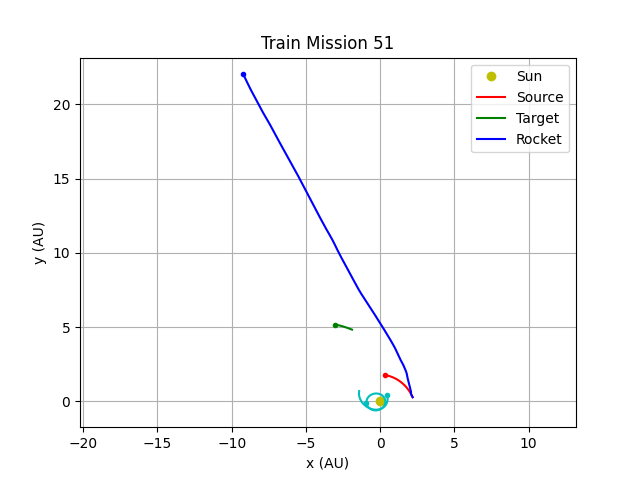 Train Mission 51
Sun
Source
Target
Rocket
20
15
10
5
0
y (AU)
−20
−15
−10
−5
0
5
10
x (AU)